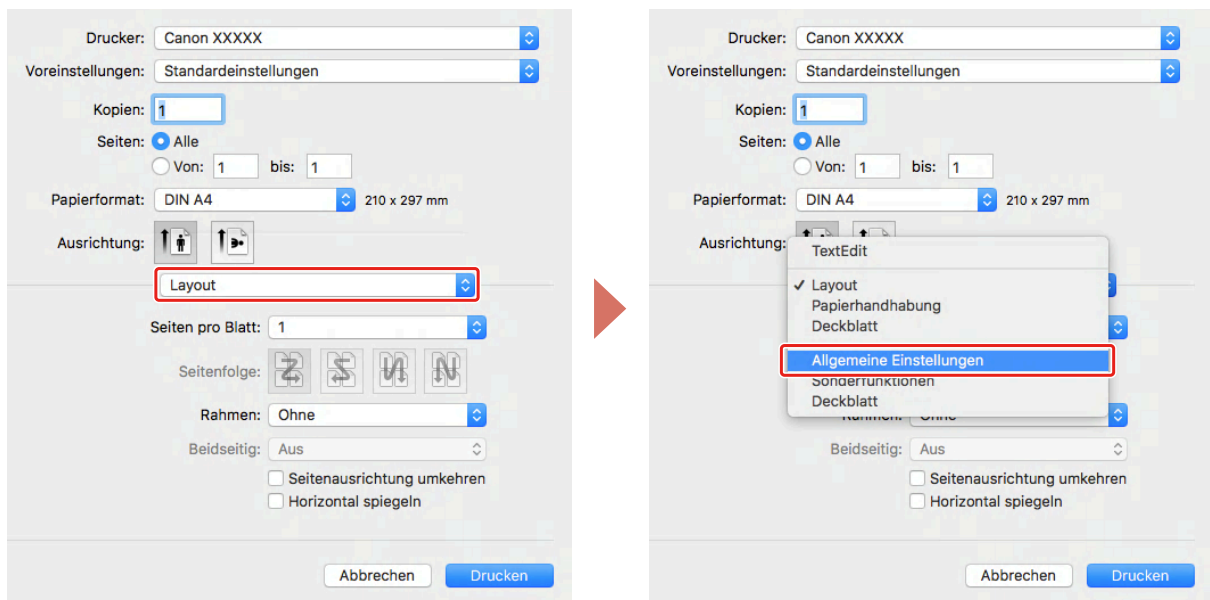 Drucker: Canon XXXXX
Voreinstellungen: Standardeinstellungen
Kopien: 1
Seiten: Alle
Von: 1 bis: 1
Papierformat: DIN A4 210 x 297 mm
Ausrichtung:
Layout
Seiten pro Blatt: 1
Seitenfolge:
Rahmen: Ohne
Beidseitig: Aus
Seitenausrichtung umkehren
Horizontal spiegeln
Abbrechen Drucken
Drucker: Canon XXXXX
Voreinstellungen: Standardeinstellungen
Kopien: 1
Seiten: Alle
Von: 1 bis: 1
Papierformat: DIN A4 210 x 297 mm
Ausrichtung:
TextEdit
✓ Layout
Papierhandhabung
Deckblatt
Allgemeine Einstellungen
Sonderfunktionen
Deckblatt
Rahmen: Ohne
Beidseitig: Aus
Seitenausrichtung umkehren
Horizontal spiegeln
Abbrechen Drucken